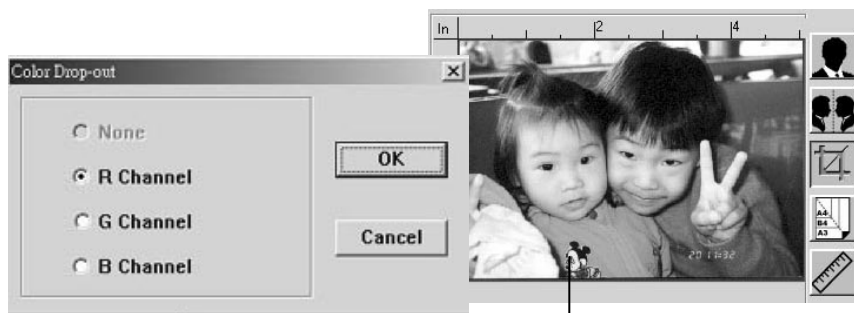 Color Drop-out
None
R Channel
G Channel
B Channel
OK
Cancel
In
2
4
20 11:32
A4
B4
A3